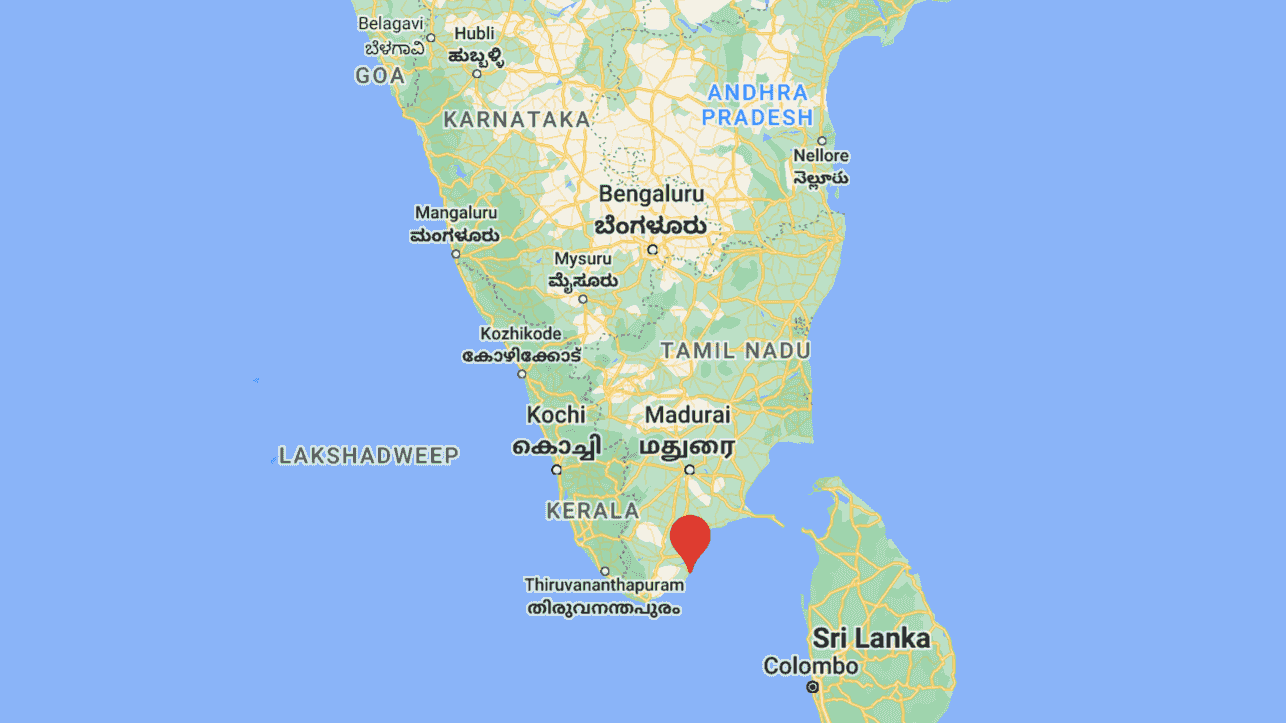 Belagavi
ಬೆಳಗಾವಿ
Hubli
ಹುಬ್ಬಳ್ಳಿ
GOA
KARNATAKA
ANDHRA
PRADESH
Nellore
నెల్లూరు
Bengaluru
ಬೆಂಗಳೂರು
Mangaluru
ಮಂಗಳೂರು
Mysuru
ಮೈಸೂರು
Kozhikode
കോഴിക്കോട്
TAMIL NADU
Kochi
കൊച്ചി
Madurai
மதுரை
LAKSHADWEEP
KERALA
Thiruvananthapuram
തിരുവനന്തപുരം
Sri Lanka
Colombo